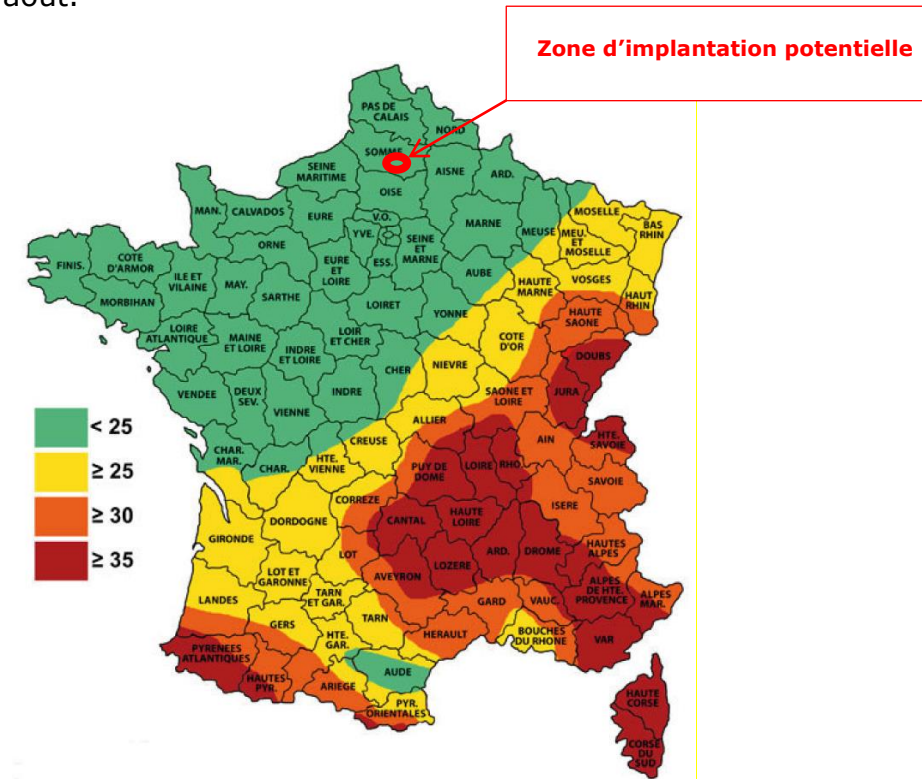 août.
Zone d’implantation potentielle
PAS DE
CALAIS
NORD
SOMME
SEINE
MARITIME
AISNE
ARD.
OISE
MAN.
CALVADOS
EURE
V.O.
YVE.
ESS.
SEINE
ET
MARNE
MARNE
MEUSE
MOSELLE
MEU.
ET
MOSELLE
BAS
RHIN
FINIS.
COTE
D'ARMOR
MORBIHAN
ILE ET
VILAINE
MAY.
ORNE
SARTHE
EURE
ET
LOIRE
LOIRET
AUBE
YONNE
HAUTE
MARNE
VOSGES
HAUT
RHIN
LOIRE
ATLANTIQUE
MAINE
ET LOIRE
INDRE
ET LOIRE
LOIR
ET CHER
CHER
NIEVRE
COTE
D'OR
HAUTE
SAONE
DOUBS
JURA
VENDEE
DEUX
SEV.
VIENNE
INDRE
ALLIER
SAONE ET
LOIRE
< 25
≥ 25
≥ 30
≥ 35
CHAR.
MAR.
CHAR.
HTE.
VIENNE
CREUSE
PUY DE
DOME
LOIRE
RHO.
AIN
HTE.
SAVOIE
SAVOIE
ISERE
GIRONDE
DORDOGNE
CORREZE
CANTAL
HAUTE
LOIRE
LOT
AVEYRON
LOZERE
ARD.
DROME
HAUTES
ALPES
LANDES
LOT ET
GARONNE
TARN
ET GAR.
TARN
GERS
HTE.
GAR.
HERAULT
GARD
VAUC.
ALPES
DE HTE.
PROVENCE
ALPES
MAR.
BOUCHES
DU RHONE
VAR
PYRENEES
ATLANTIQUES
HAUTES
PYR.
ARIEGE
AUDE
PYR.
ORIENTALES
HAUTE
CORSE
CORSE
DU
SUD